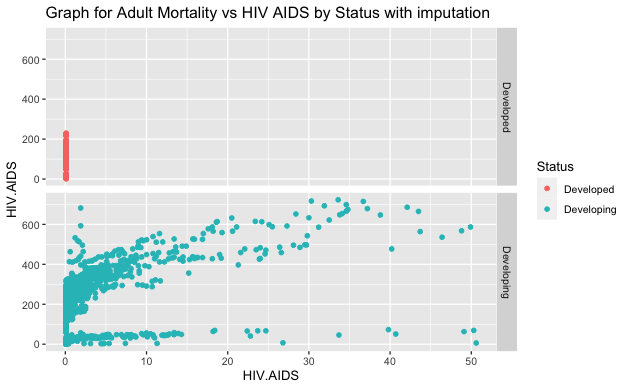 Graph for Adult Mortality vs HIV AIDS by Status with imputation
HIV.AIDS
600
400
200
0
Developed
600
400
200
0
Developing
0 10 20 30 40 50
HIV.AIDS
Status
Developed
Developing